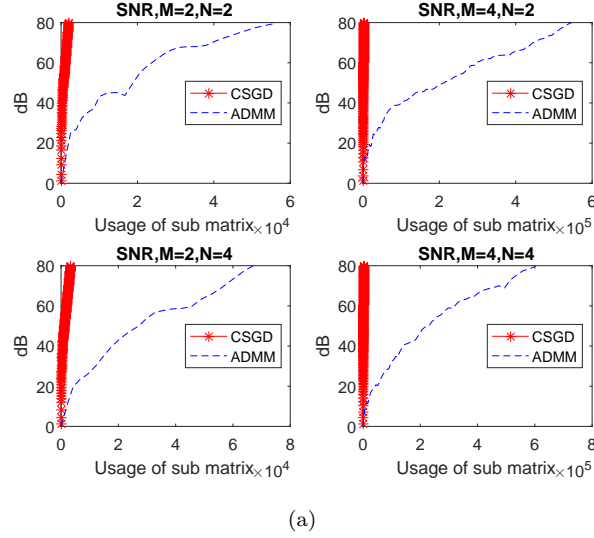 SNR,M=2,N=2
80
60
40
20
0
dB
CSGD
ADMM
0 2 4 6
Usage of sub matrix ×10^4
SNR,M=4,N=2
80
60
40
20
0
dB
CSGD
ADMM
0 2 4 6
Usage of sub matrix ×10^5
SNR,M=2,N=4
80
60
40
20
0
dB
CSGD
ADMM
0 2 4 6 8
Usage of sub matrix ×10^4
SNR,M=4,N=4
80
60
40
20
0
dB
CSGD
ADMM
0 2 4 6 8
Usage of sub matrix ×10^5
(a)